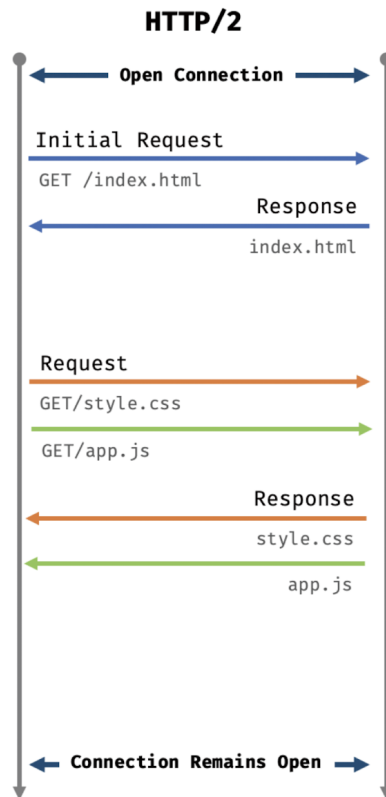 HTTP/2
Open Connection
Initial Request
GET /index.html
Response
index.html
Request
GET/style.css
GET/app.js
Response
style.css
app.js
Connection Remains Open